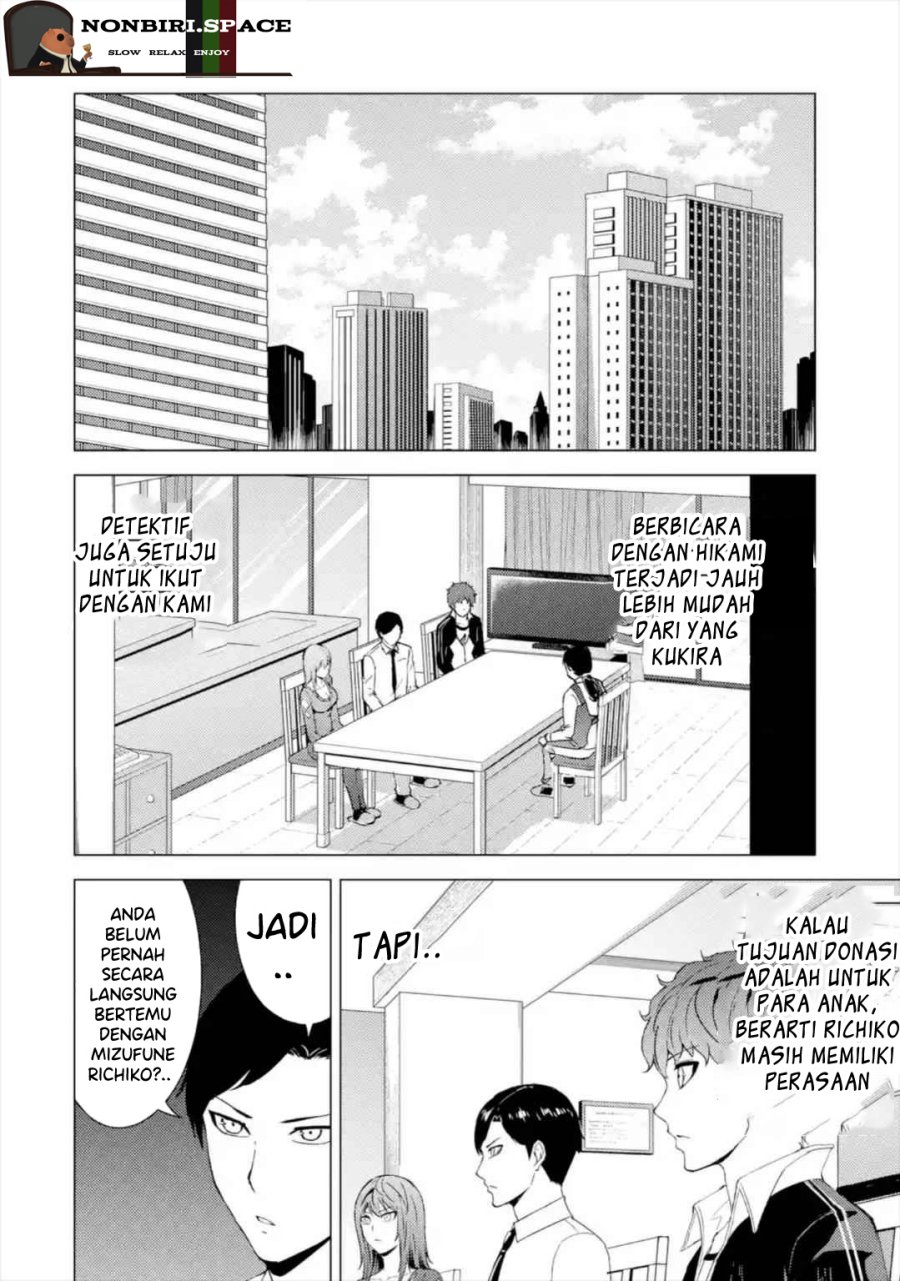 NONBIRI.SPACE
SLOW RELAX ENJOY
BERBICARA
DENGAN HIKAMI
TERJADI JAUH
LEBIH MUDAH
DARI YANG
KUKIRA
DETEKTIF
JUGA SETUJU
UNTUK IKUT
DENGAN KAMI
KALAU
TUJUAN DONASI
ADALAH UNTUK
PARA ANAK,
BERARTI RICHIKO
MASIH MEMILIKI
PERASAAN
TAPI..
JADI
..
ANDA
BELUM
PERNAH
SECARA
LANGSUNG
BERTEMU
DENGAN
MIZUFUNE
RICHIKO?..